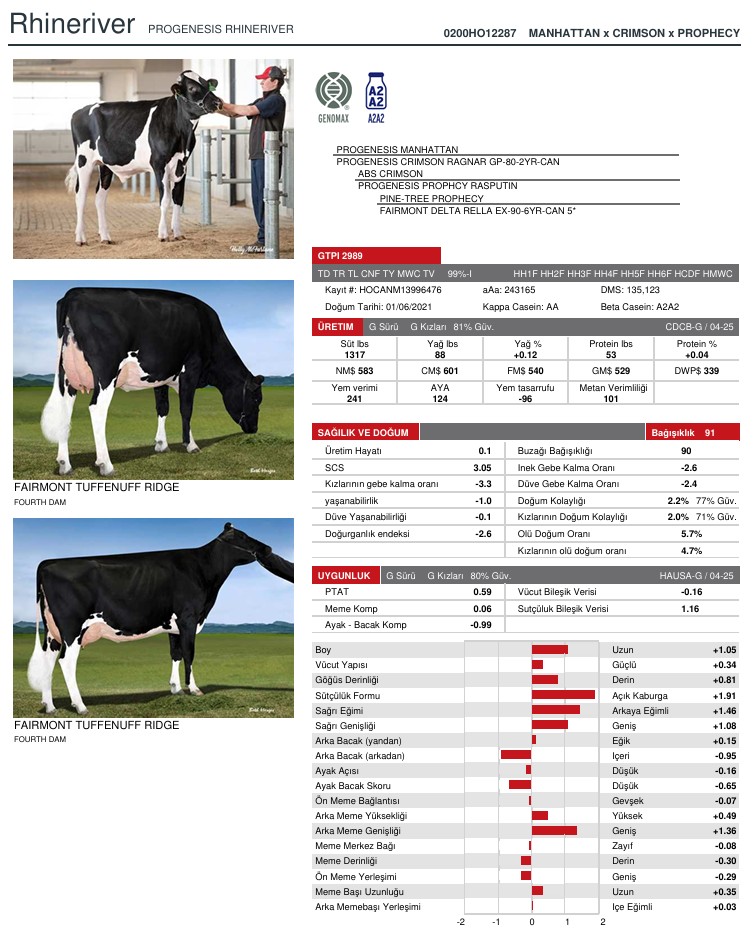 Rhineriver PROGENESIS RHINERIVER
0200HO12287 MANHATTAN x CRIMSON x PROPHECY
GENOMAX
A2
A2
A2A2
PROGENESIS MANHATTAN
PROGENESIS CRIMSON RAGNAR GP-80-2YR-CAN
ABS CRIMSON
PROGENESIS PROPHCY RASPUTIN
PINE-TREE PROPHECY
FAIRMONT DELTA RELLA EX-90-6YR-CAN 5*
FAIRMONT TUFFENUFF RIDGE
FOURTH DAM
FAIRMONT TUFFENUFF RIDGE
FOURTH DAM
GTPI 2989
TD TR TL CNF TY MWC TV 99%-I HH1F HH2F HH3F HH4F HH5F HH6F HCDF HMWC
Kayıt #: HOCANM13996476 aAa: 243165 DMS: 135,123
Doğum Tarihi: 01/06/2021 Kappa Casein: AA Beta Casein: A2A2
ÜRETIM G Sürü G Kızları 81% Güv. CDCB-G / 04-25
Süt lbs Yağ lbs Yağ % Protein lbs Protein %
1317 88 +0.12 53 +0.04
NM$ 583 CM$ 601 FM$ 540 GM$ 529 DWP$ 339
Yem verimi AYA Yem tasarrufu Metan Verimliliği
241 124 -96 101
SAĞILIK VE DOĞUM Bağışıklık 91
Üretim Hayatı 0.1 Buzağı Bağışıklığı 90
SCS 3.05 Inek Gebe Kalma Oranı -2.6
Kızlarının gebe kalma oranı -3.3 Düve Gebe Kalma Oranı -2.4
yaşanabilirlik -1.0 Doğum Kolaylığı 2.2% 77% Güv.
Düve Yaşanabilirliği -0.1 Kızlarının Doğum Kolaylığı 2.0% 71% Güv.
Doğurganlık endeksi -2.6 Olü Doğum Oranı 5.7%
Kızlarının olü doğum oranı 4.7%
UYGUNLUK G Sürü G Kızları 80% Güv. HAUSA-G / 04-25
PTAT 0.59 Vücut Bileşik Verisi -0.16
Meme Komp 0.06 Sutçüluk Bileşik Verisi 1.16
Ayak - Bacak Komp -0.99
Boy Uzun +1.05
Vücut Yapısı Güçlü +0.34
Göğüs Derinliği Derin +0.81
Sütçülük Formu Açık Kaburga +1.91
Sağrı Eğimi Arkaya Eğimli +1.46
Sağrı Genişliği Geniş +1.08
Arka Bacak (yandan) Eğik +0.15
Arka Bacak (arkadan) Içeri -0.95
Ayak Açısı Düşük -0.16
Ayak Bacak Skoru Düşük -0.65
Ön Meme Bağlantısı Gevşek -0.07
Arka Meme Yüksekliği Yüksek +0.49
Arka Meme Genişliği Geniş +1.36
Meme Merkez Bağı Zayıf -0.08
Meme Derinliği Derin -0.30
Ön Meme Yerleşimi Geniş -0.29
Meme Başı Uzunluğu Uzun +0.35
Arka Memebaşı Yerleşimi Içe Eğimli +0.03
-2 -1 0 1 2